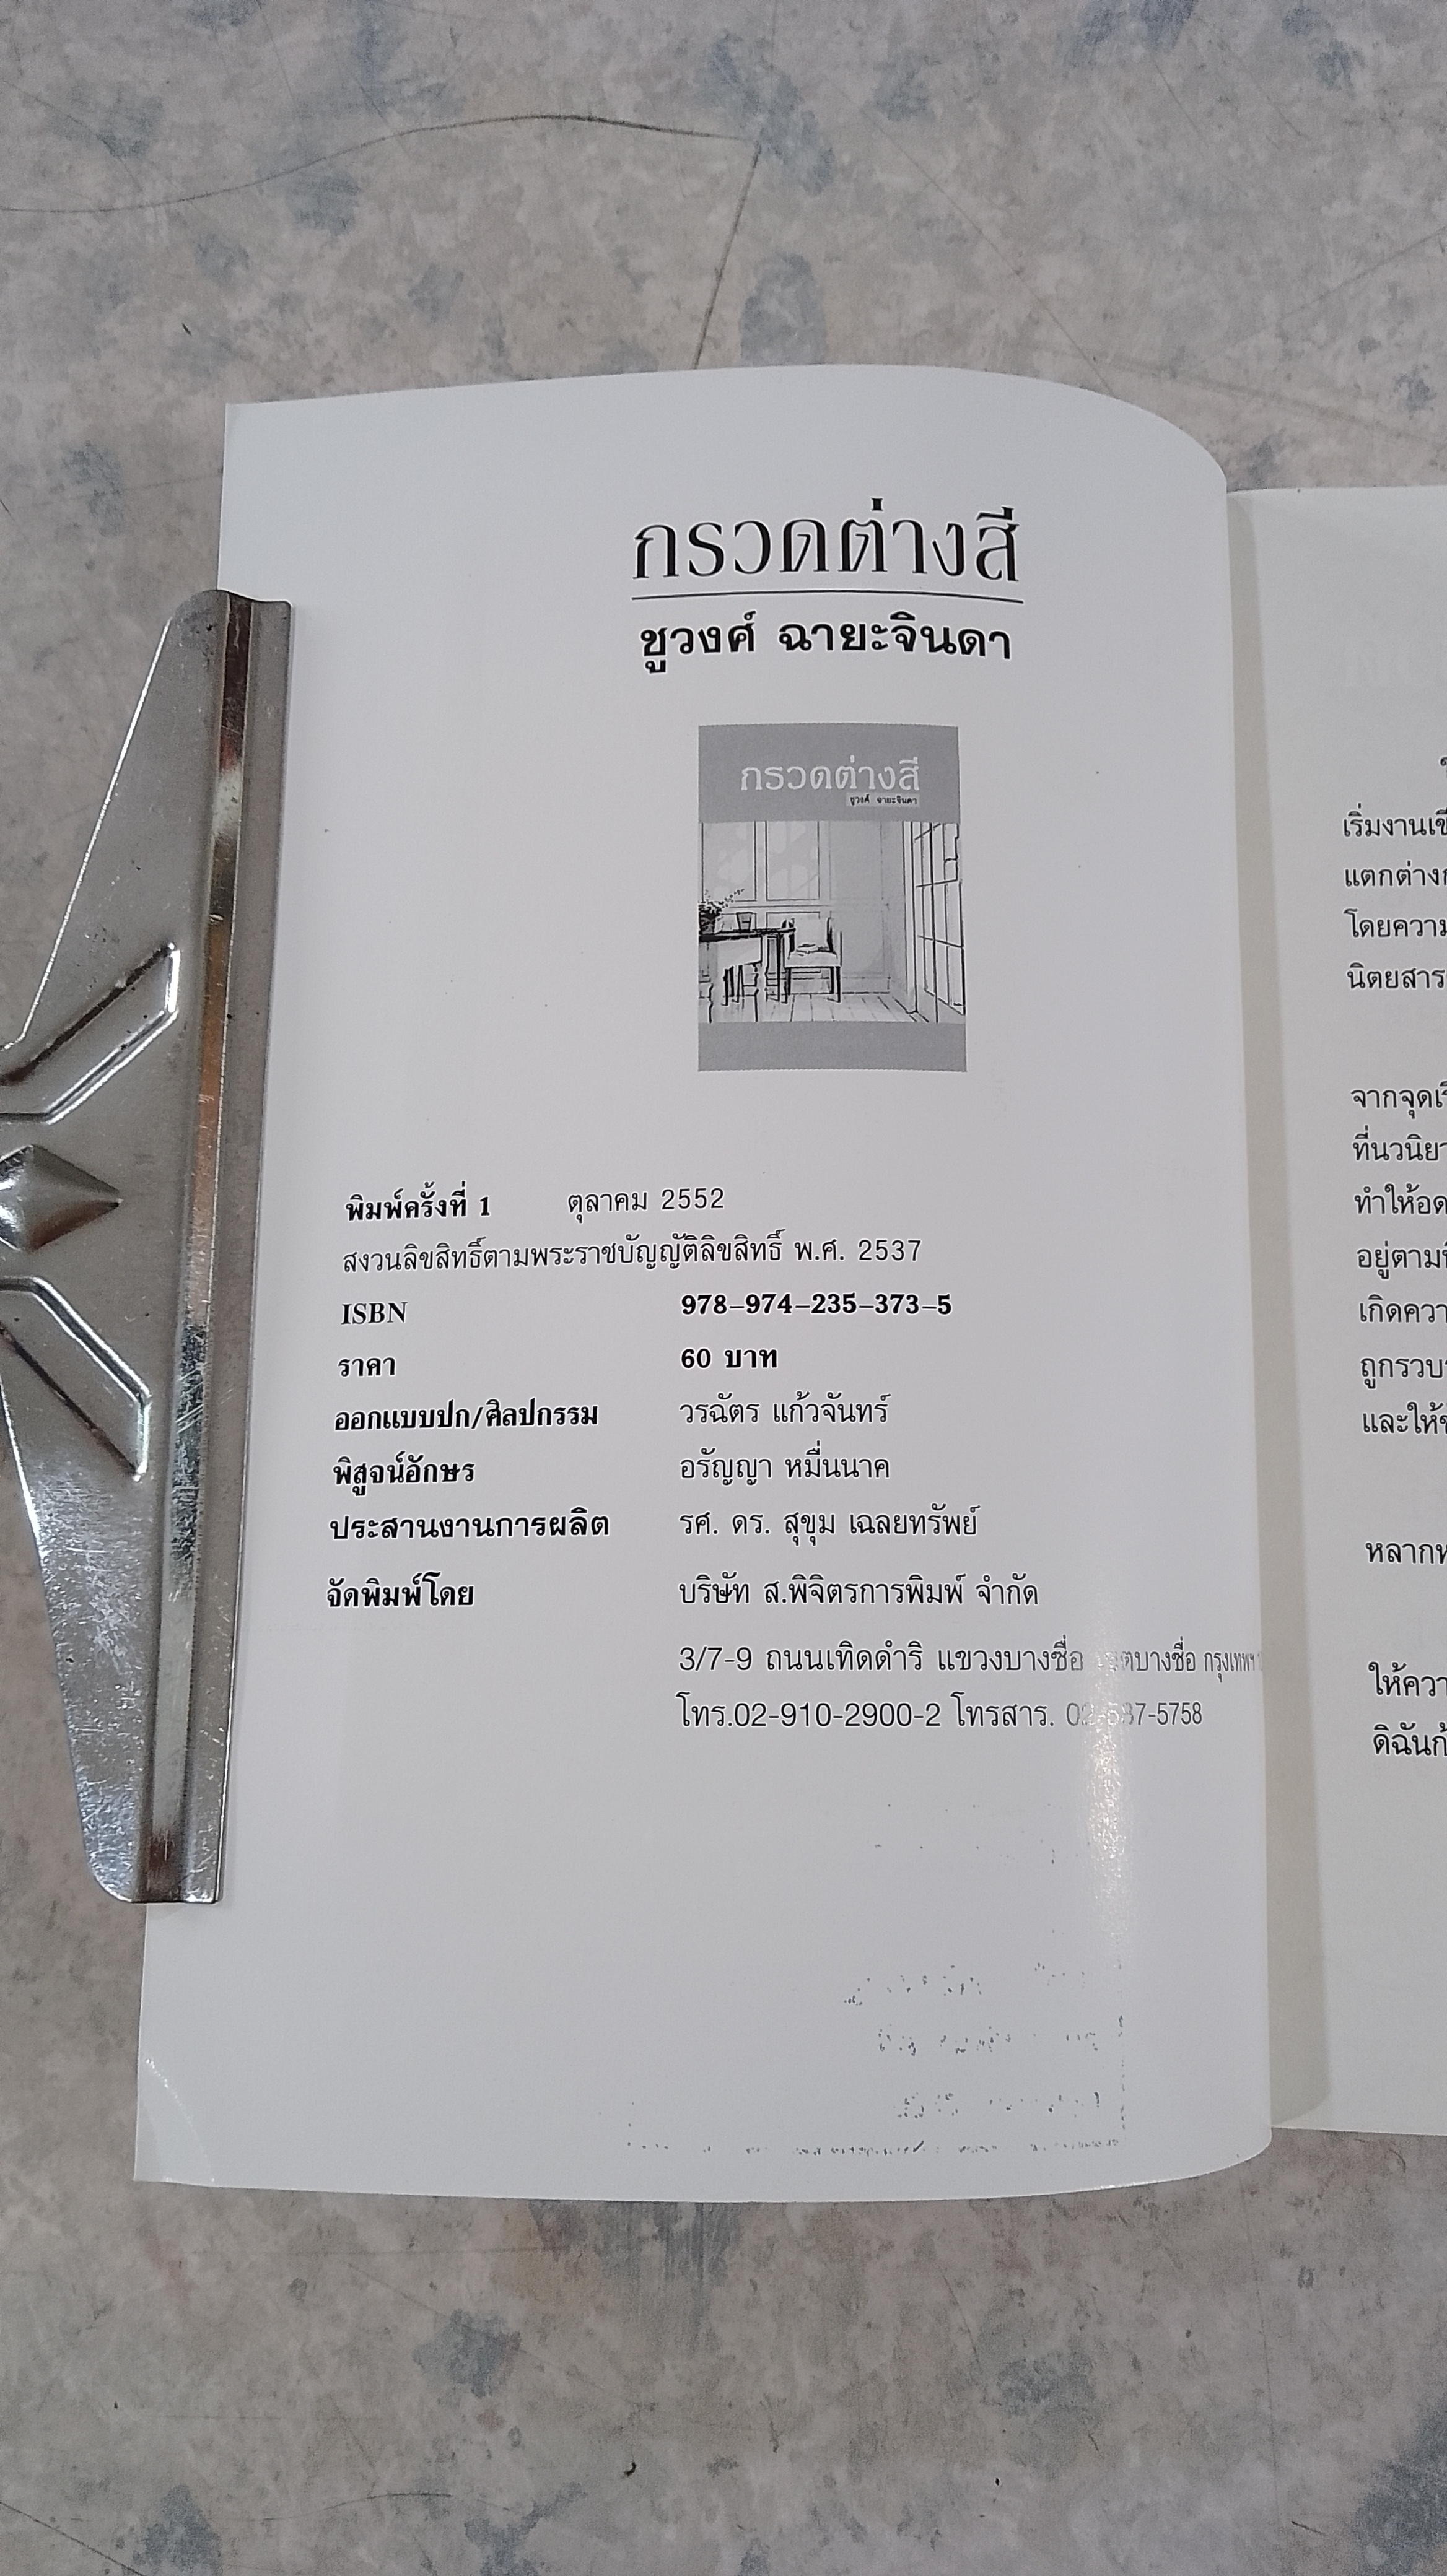 กรวดต่างสี
ชูวงศ์ ฉายะจินดา
กรวดต่างสี
ชูวงศ์ ฉายะจินดา
พิมพ์ครั้งที่ 1 ตุลาคม 2552
สงวนลิขสิทธิ์ตามพระราชบัญญัติลิขสิทธิ์ พ.ศ. 2537
ISBN 978–974–235–373–5
ราคา 60 บาท
ออกแบบปก/ศิลปกรรม วรฉัตร แก้วจันทร์
พิสูจน์อักษร อรัญญา หมื่นนาค
ประสานงานการผลิต รศ. ดร. สุขุม เฉลยทรัพย์
จัดพิมพ์โดย บริษัท ส.พิจิตรการพิมพ์ จำกัด
3/7-9 ถนนเทิดดำริ แขวงบางซื่อ เขตบางซื่อ กรุงเทพฯ
โทร.02-910-2900-2 โทรสาร.
เริ่มงานเ
แตกต่าง
โดยความ
นิตยสาร
จากจุดเ
ที่นวนิย
ทำให้อด
อยู่ตาม
เกิดควา
ถูกรวบ
และให้
หลาก
ให้ควา
ดิฉันก